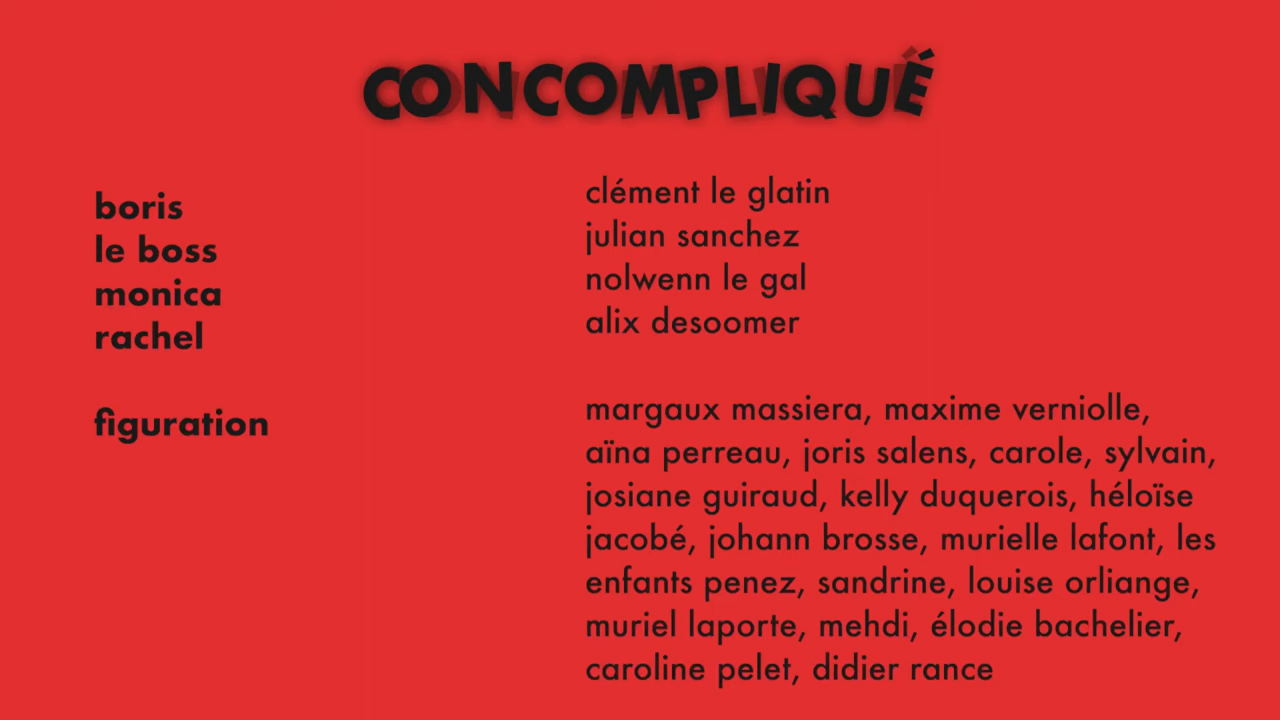 CONCOMPLIQUÉ
boris
le boss
monica
rachel
figuration
clément le glatin
julian sanchez
nolwenn le gal
alix desoomer
margaux massiera, maxime verniolle,
aïna perreau, joris salens, carole, sylvain,
josiane guiraud, kelly duquerois, héloïse
jacobé, johann brosse, murielle lafont, les
enfants penez, sandrine, louise orliange,
muriel laporte, mehdi, élodie bachelier,
caroline pelet, didier rance